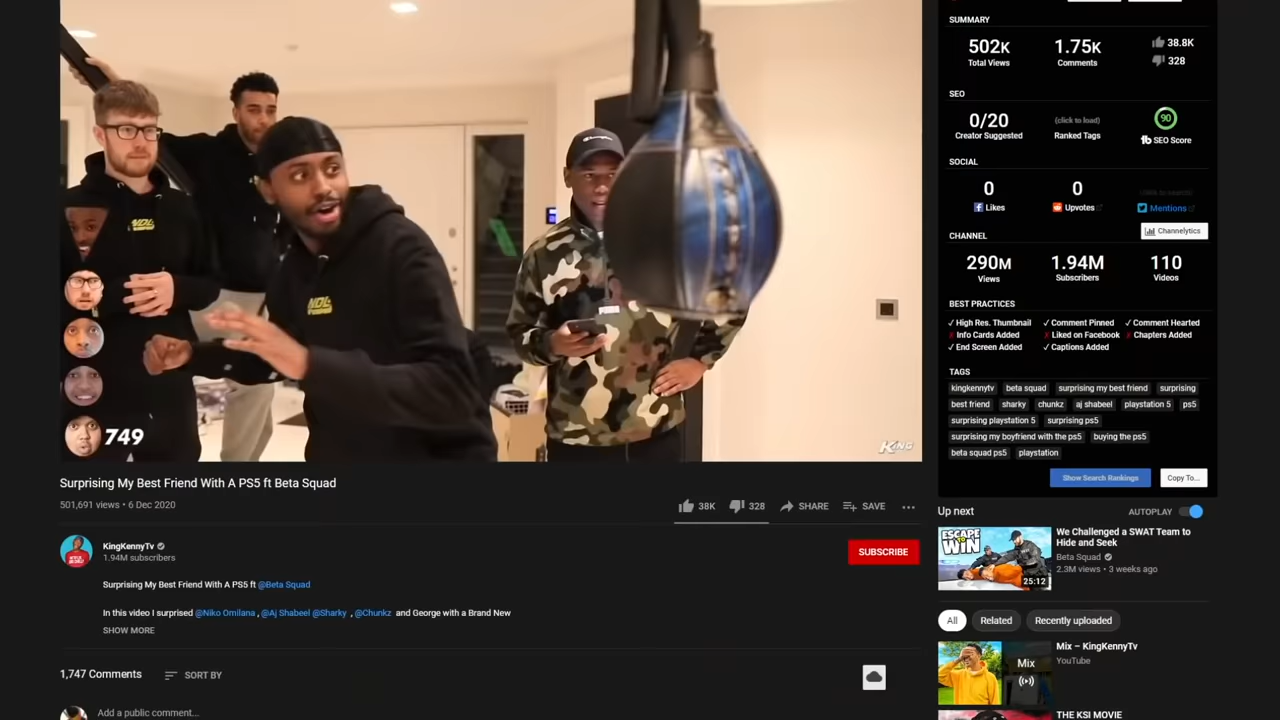 NDL
NDL
749
KING
Surprising My Best Friend With A PS5 ft Beta Squad
501,691 views • 6 Dec 2020
38K
328
SHARE
SAVE
KingKennyTv
1.94M subscribers
SUBSCRIBE
Surprising My Best Friend With A PS5 ft @Beta Squad
In this video I surprised @Niko Omilana , @Aj Shabeel @Sharky , @Chunkz and George with a Brand New
SHOW MORE
1,747 Comments
SORT BY
Add a public comment...
SUMMARY
502K 1.75K 38.8K
Total Views Comments 328
SEO
0/20 (click to load) 90
Creator Suggested Ranked Tags tb SEO Score
SOCIAL
0 0
Likes Upvotes Mentions
CHANNEL Channelytics
290M 1.94M 110
Views Subscribers Videos
BEST PRACTICES
✓ High Res. Thumbnail ✓ Comment Pinned ✓ Comment Hearted
✗ Info Cards Added ✗ Liked on Facebook ✗ Chapters Added
✓ End Screen Added ✓ Captions Added
TAGS
kingkennytv beta squad surprising my best friend surprising
best friend sharky chunkz aj shabeel playstation 5 ps5
surprising playstation 5 surprising ps5
surprising my boyfriend with the ps5 buying the ps5
beta squad ps5 playstation
Show Search Rankings Copy To...
Up next AUTOPLAY
ESCAPE TO WIN
25:12
We Challenged a SWAT Team to
Hide and Seek
Beta Squad
2.3M views • 3 weeks ago
All Related Recently uploaded
Mix
Mix – KingKennyTv
YouTube
THE KSI MOVIE